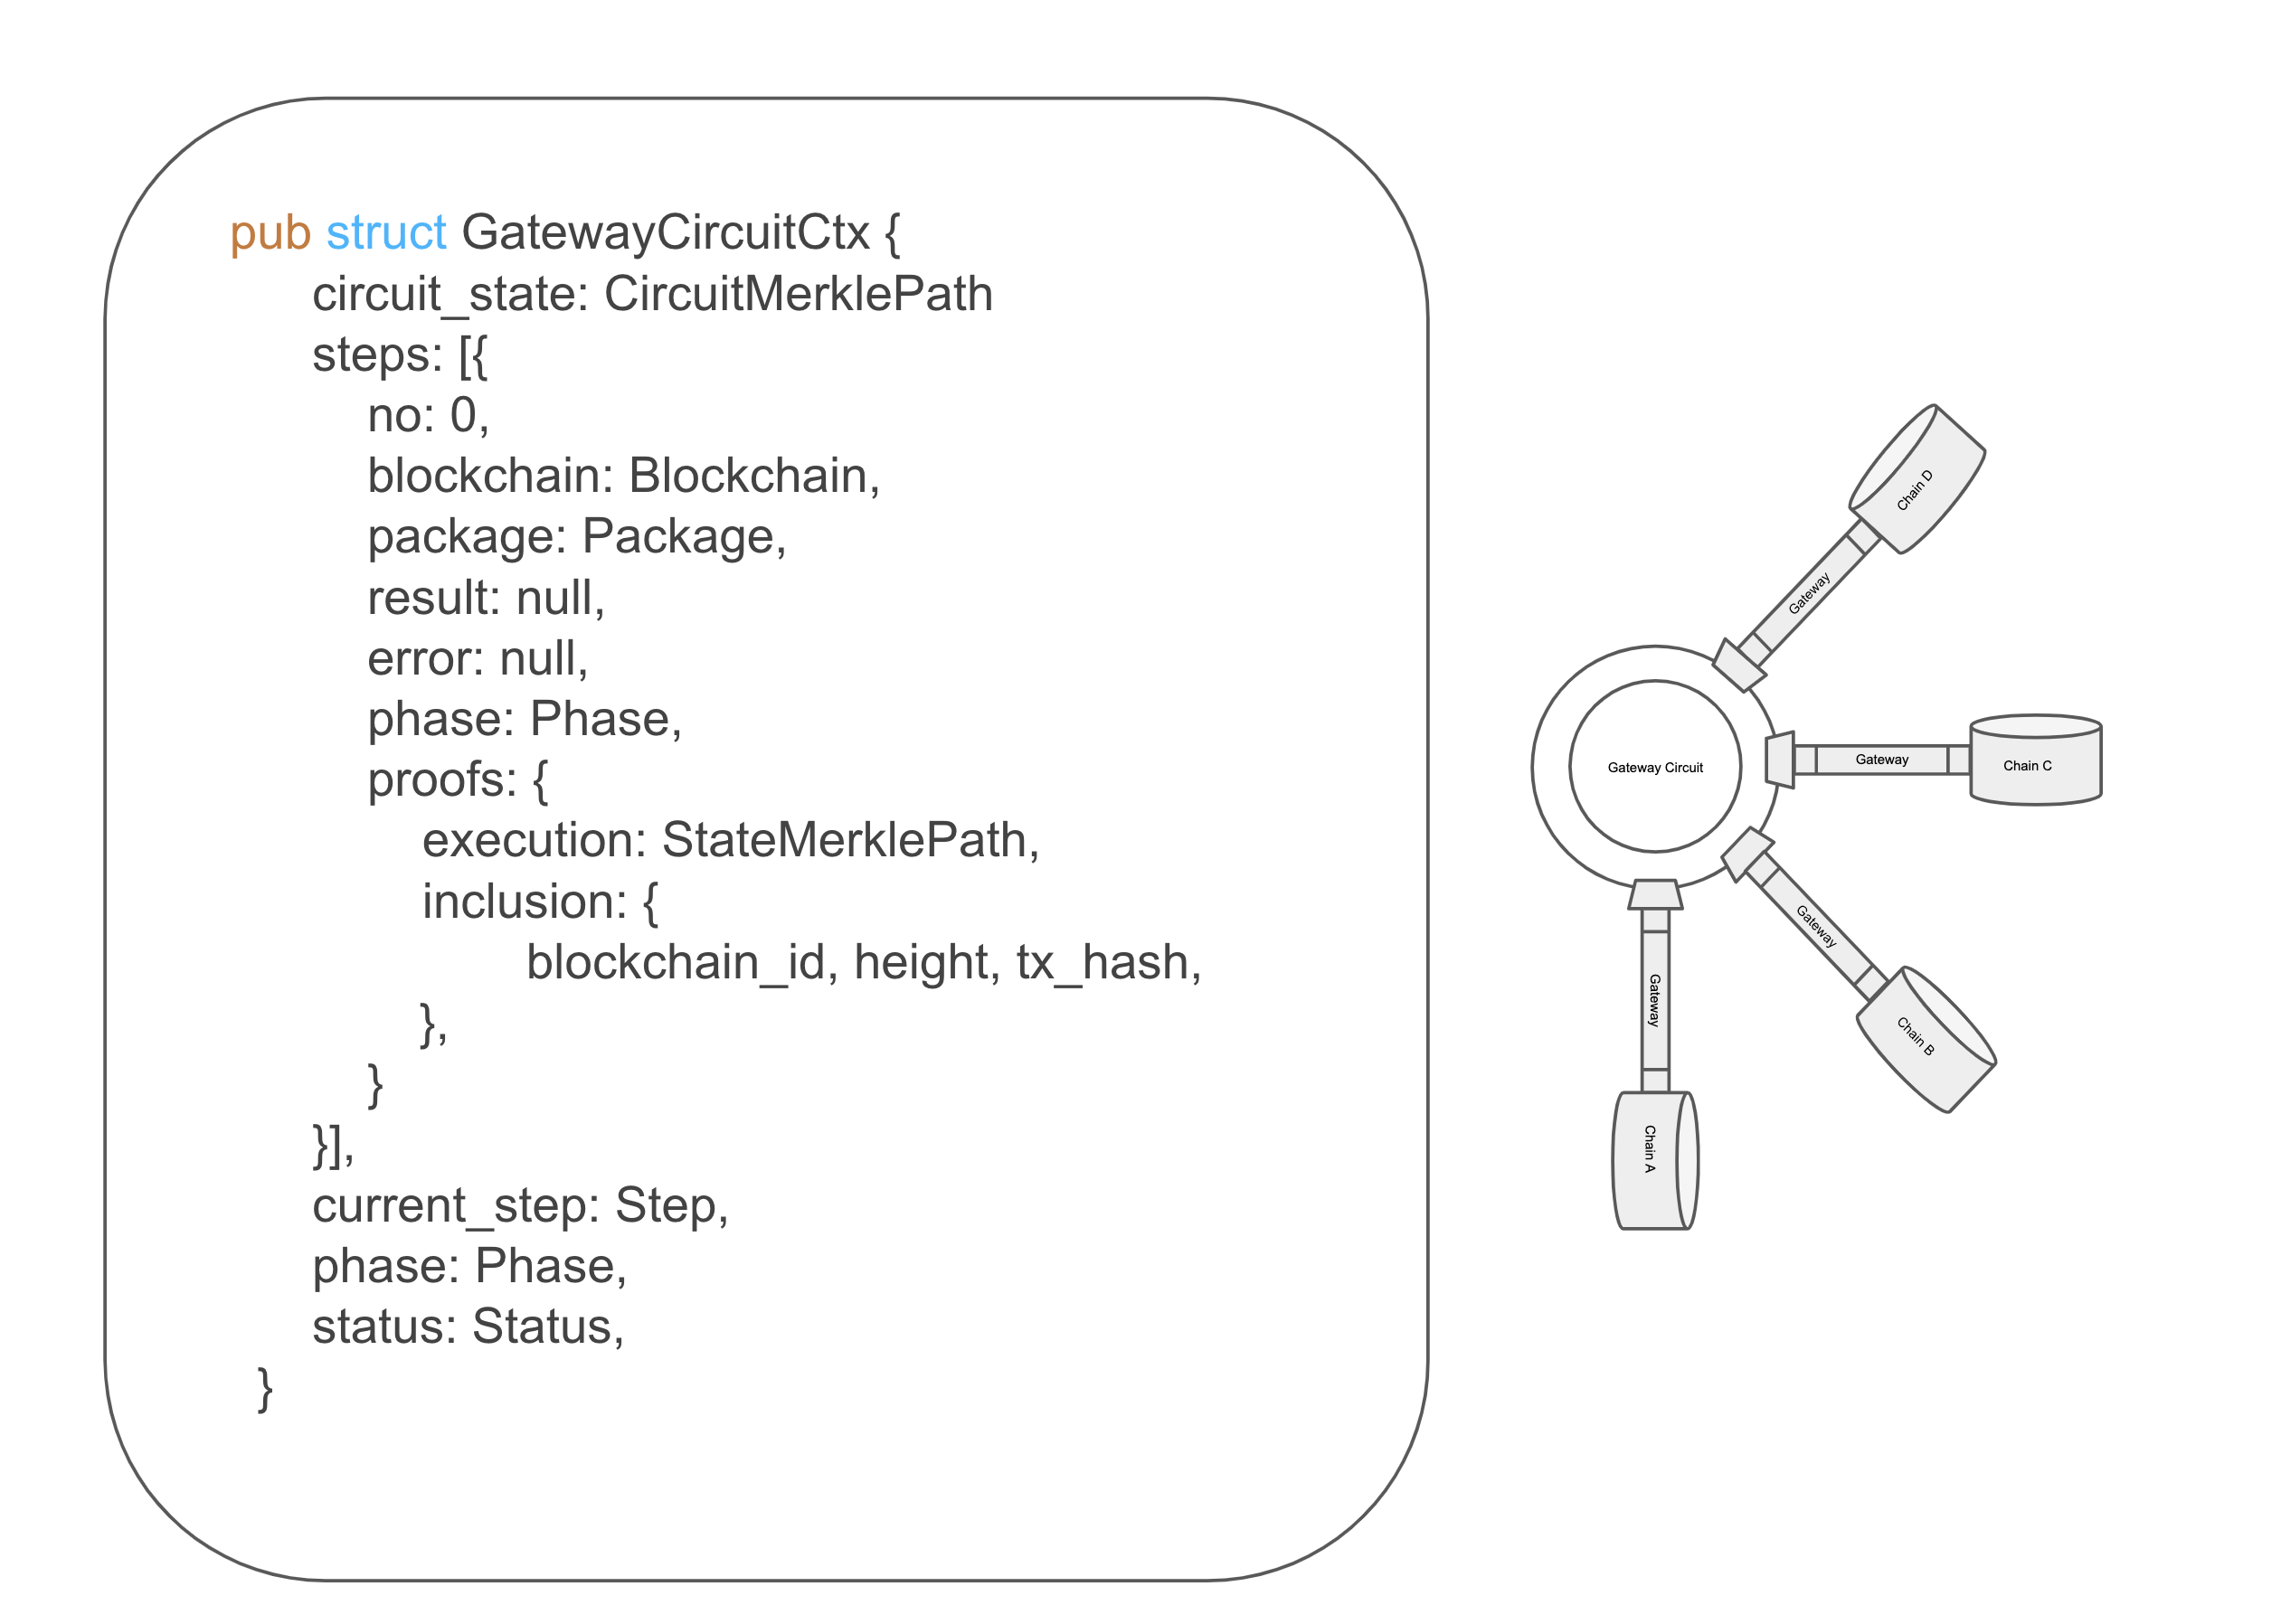 pub struct GatewayCircuitCtx {
circuit_state: CircuitMerklePath
steps: [{
no: 0,
blockchain: Blockchain,
package: Package,
result: null,
error: null,
phase: Phase,
proofs: {
execution: StateMerklePath,
inclusion: {
blockchain_id, height, tx_hash,
},
}
}],
current_step: Step,
phase: Phase,
status: Status,
}
Chain D
Gateway
Gateway Circuit
Gateway
Chain C
Gateway
Chain B
Gateway
Chain A